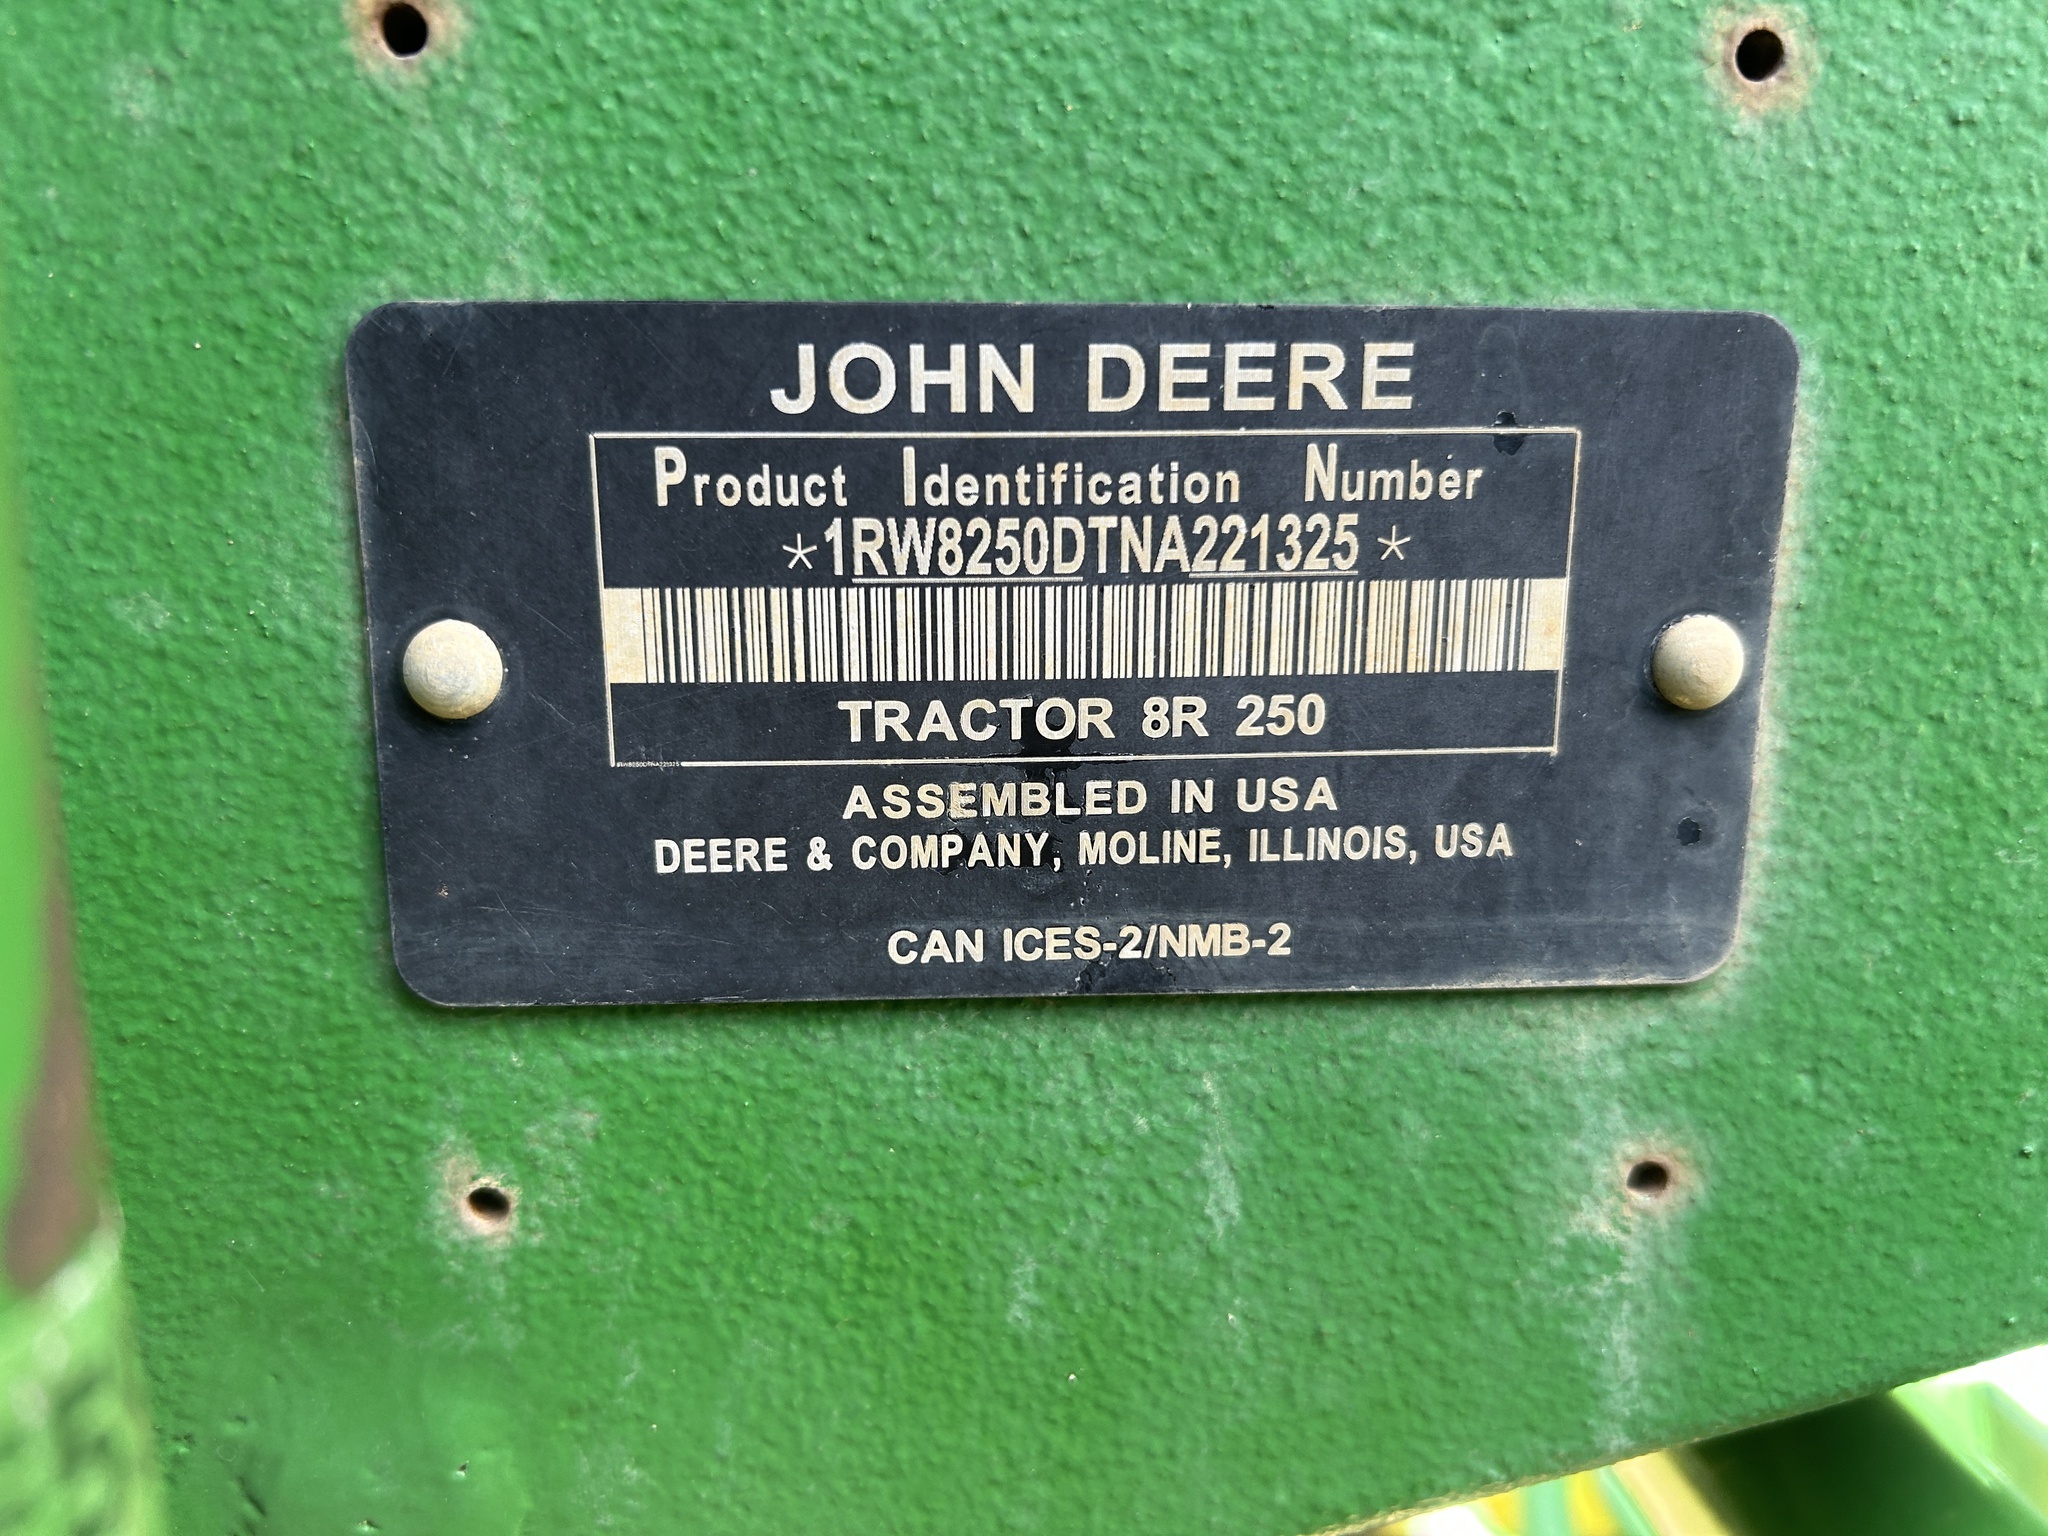 JOHN DEERE
Product Identification Number
*1RW8250DTNA221325*
TRACTOR 8R 250
1RW8250DTNA221325
ASSEMBLED IN USA
DEERE & COMPANY, MOLINE, ILLINOIS, USA
CAN ICES-2/NMB-2